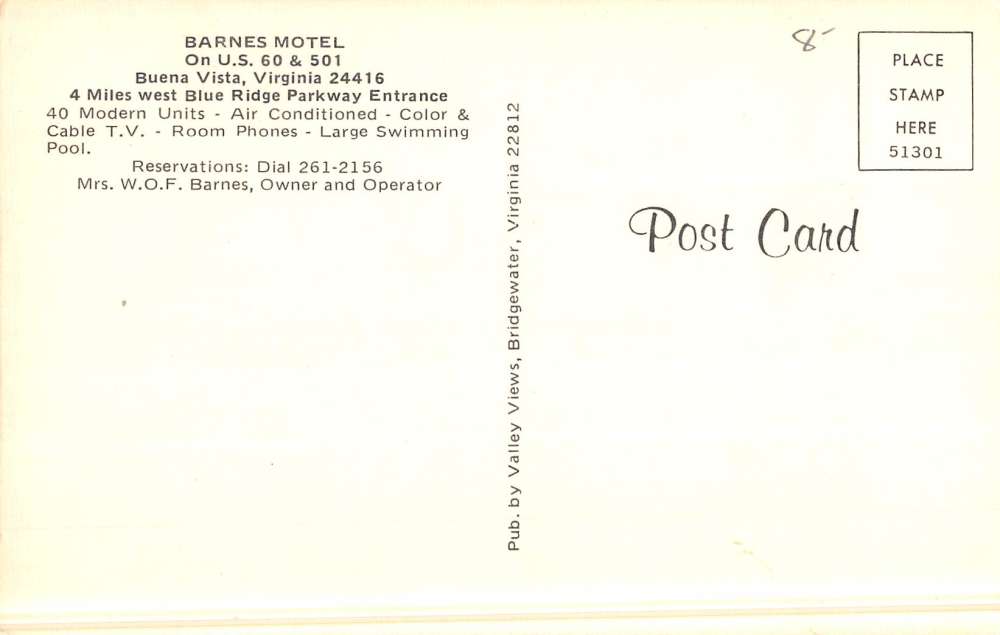 BARNES MOTEL
On U.S. 60 & 501
Buena Vista, Virginia 24416
4 Miles west Blue Ridge Parkway Entrance
40 Modern Units - Air Conditioned - Color &
Cable T.V. - Room Phones - Large Swimming
Pool.
Reservations: Dial 261-2156
Mrs. W.O.F. Barnes, Owner and Operator
Pub. by Valley Views, Bridgewater, Virginia 22812
8-
PLACE
STAMP
HERE
51301
Post Card